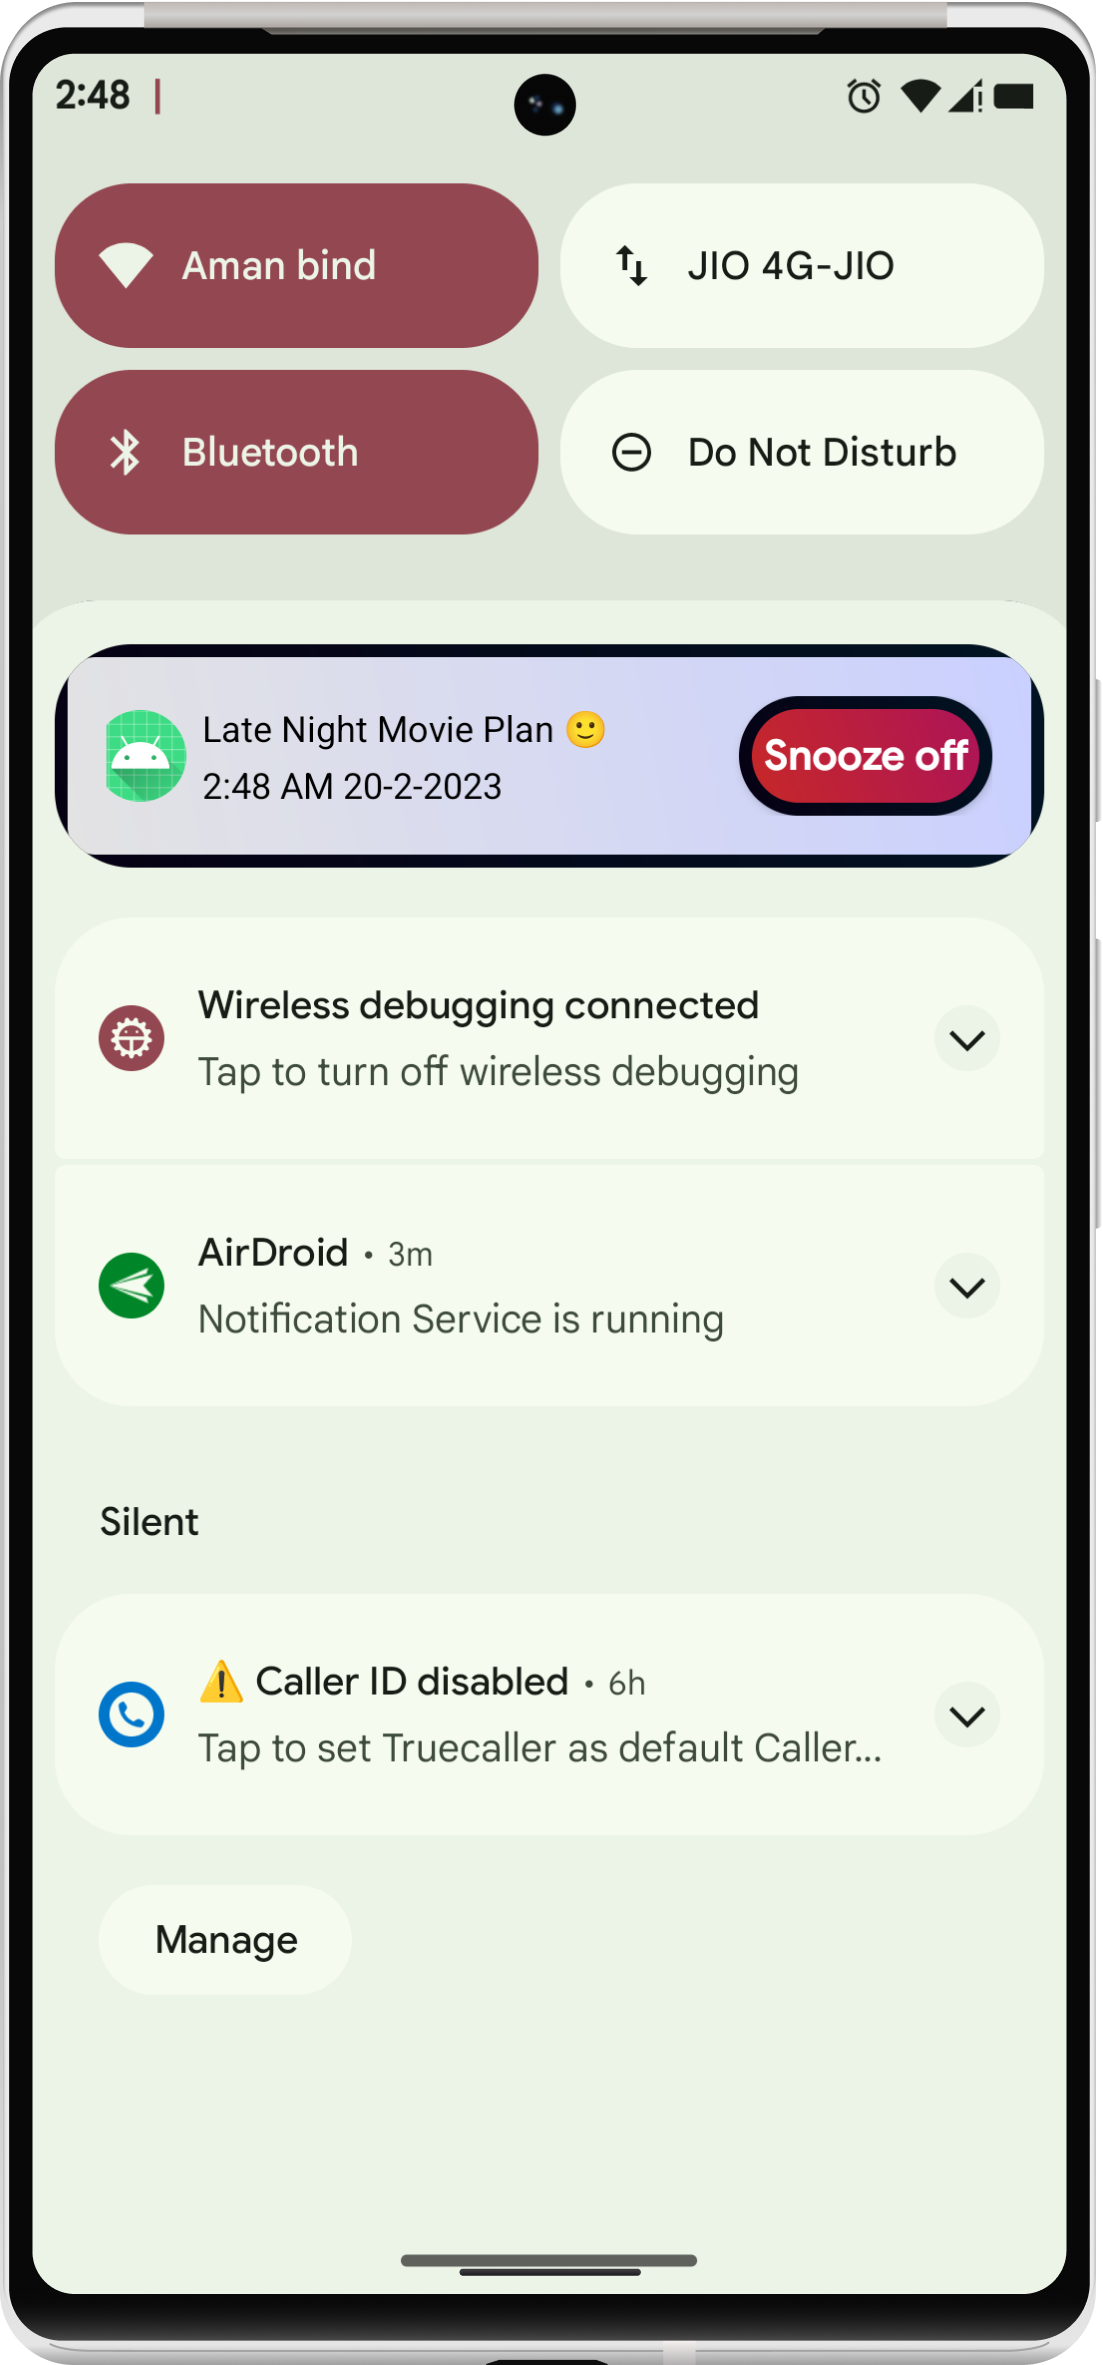 2:48
Aman bind
JIO 4G-JIO
Bluetooth
Do Not Disturb
Late Night Movie Plan 🙂
2:48 AM 20-2-2023
Snooze off
Wireless debugging connected
Tap to turn off wireless debugging
AirDroid • 3m
Notification Service is running
Silent
⚠️ Caller ID disabled • 6h
Tap to set Truecaller as default Caller...
Manage